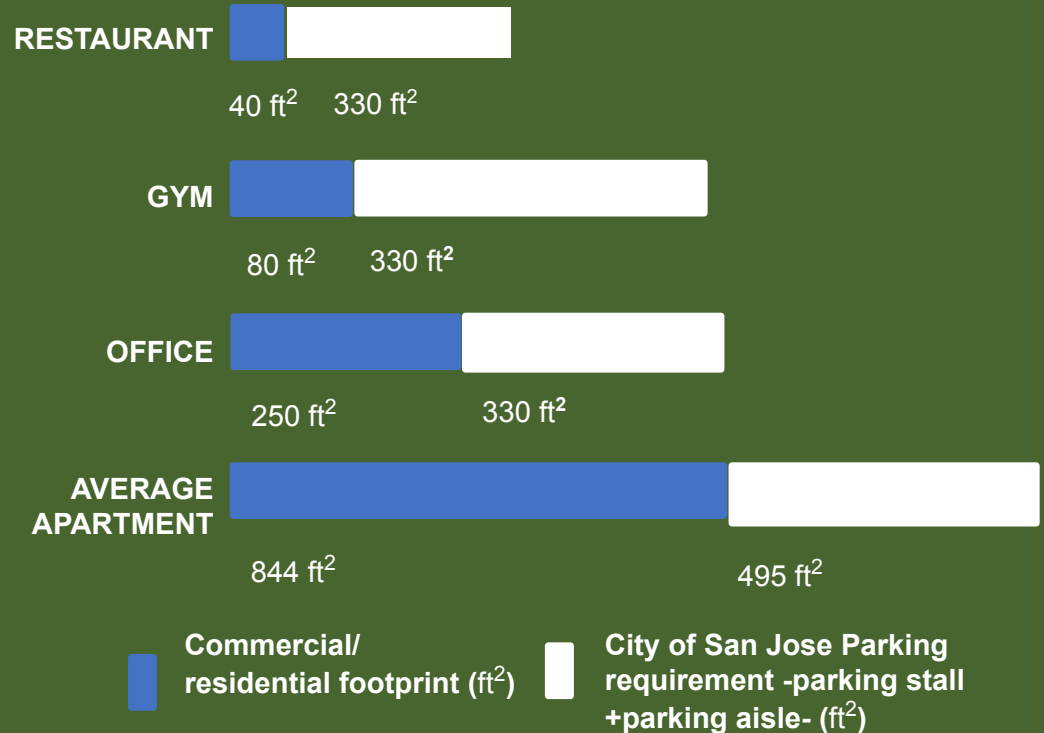 RESTAURANT
40 ft² 330 ft²
GYM
80 ft² 330 ft²
OFFICE
250 ft² 330 ft²
AVERAGE
APARTMENT
844 ft² 495 ft²
Commercial/
residential footprint (ft²)
City of San Jose Parking
requirement -parking stall
+parking aisle- (ft²)